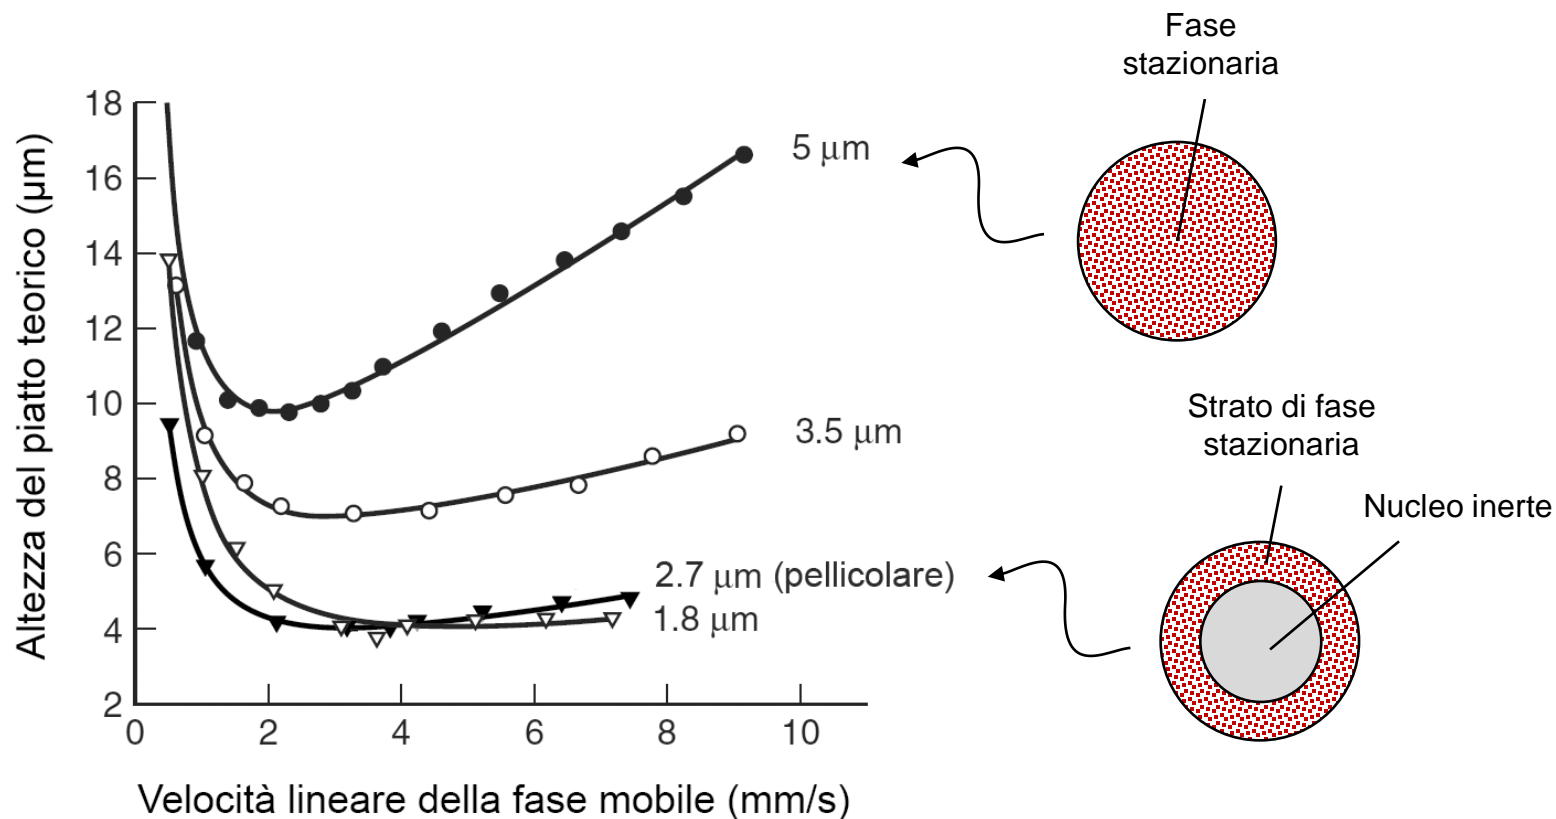 Altezza del piatto teorico (μm)
18
16
14
12
10
8
6
4
2
0
2
4
6
8
10
Velocità lineare della fase mobile (mm/s)
5 μm
3.5 μm
2.7 μm (pellicolare)
1.8 μm
Fase
stazionaria
Strato di fase
stazionaria
Nucleo inerte